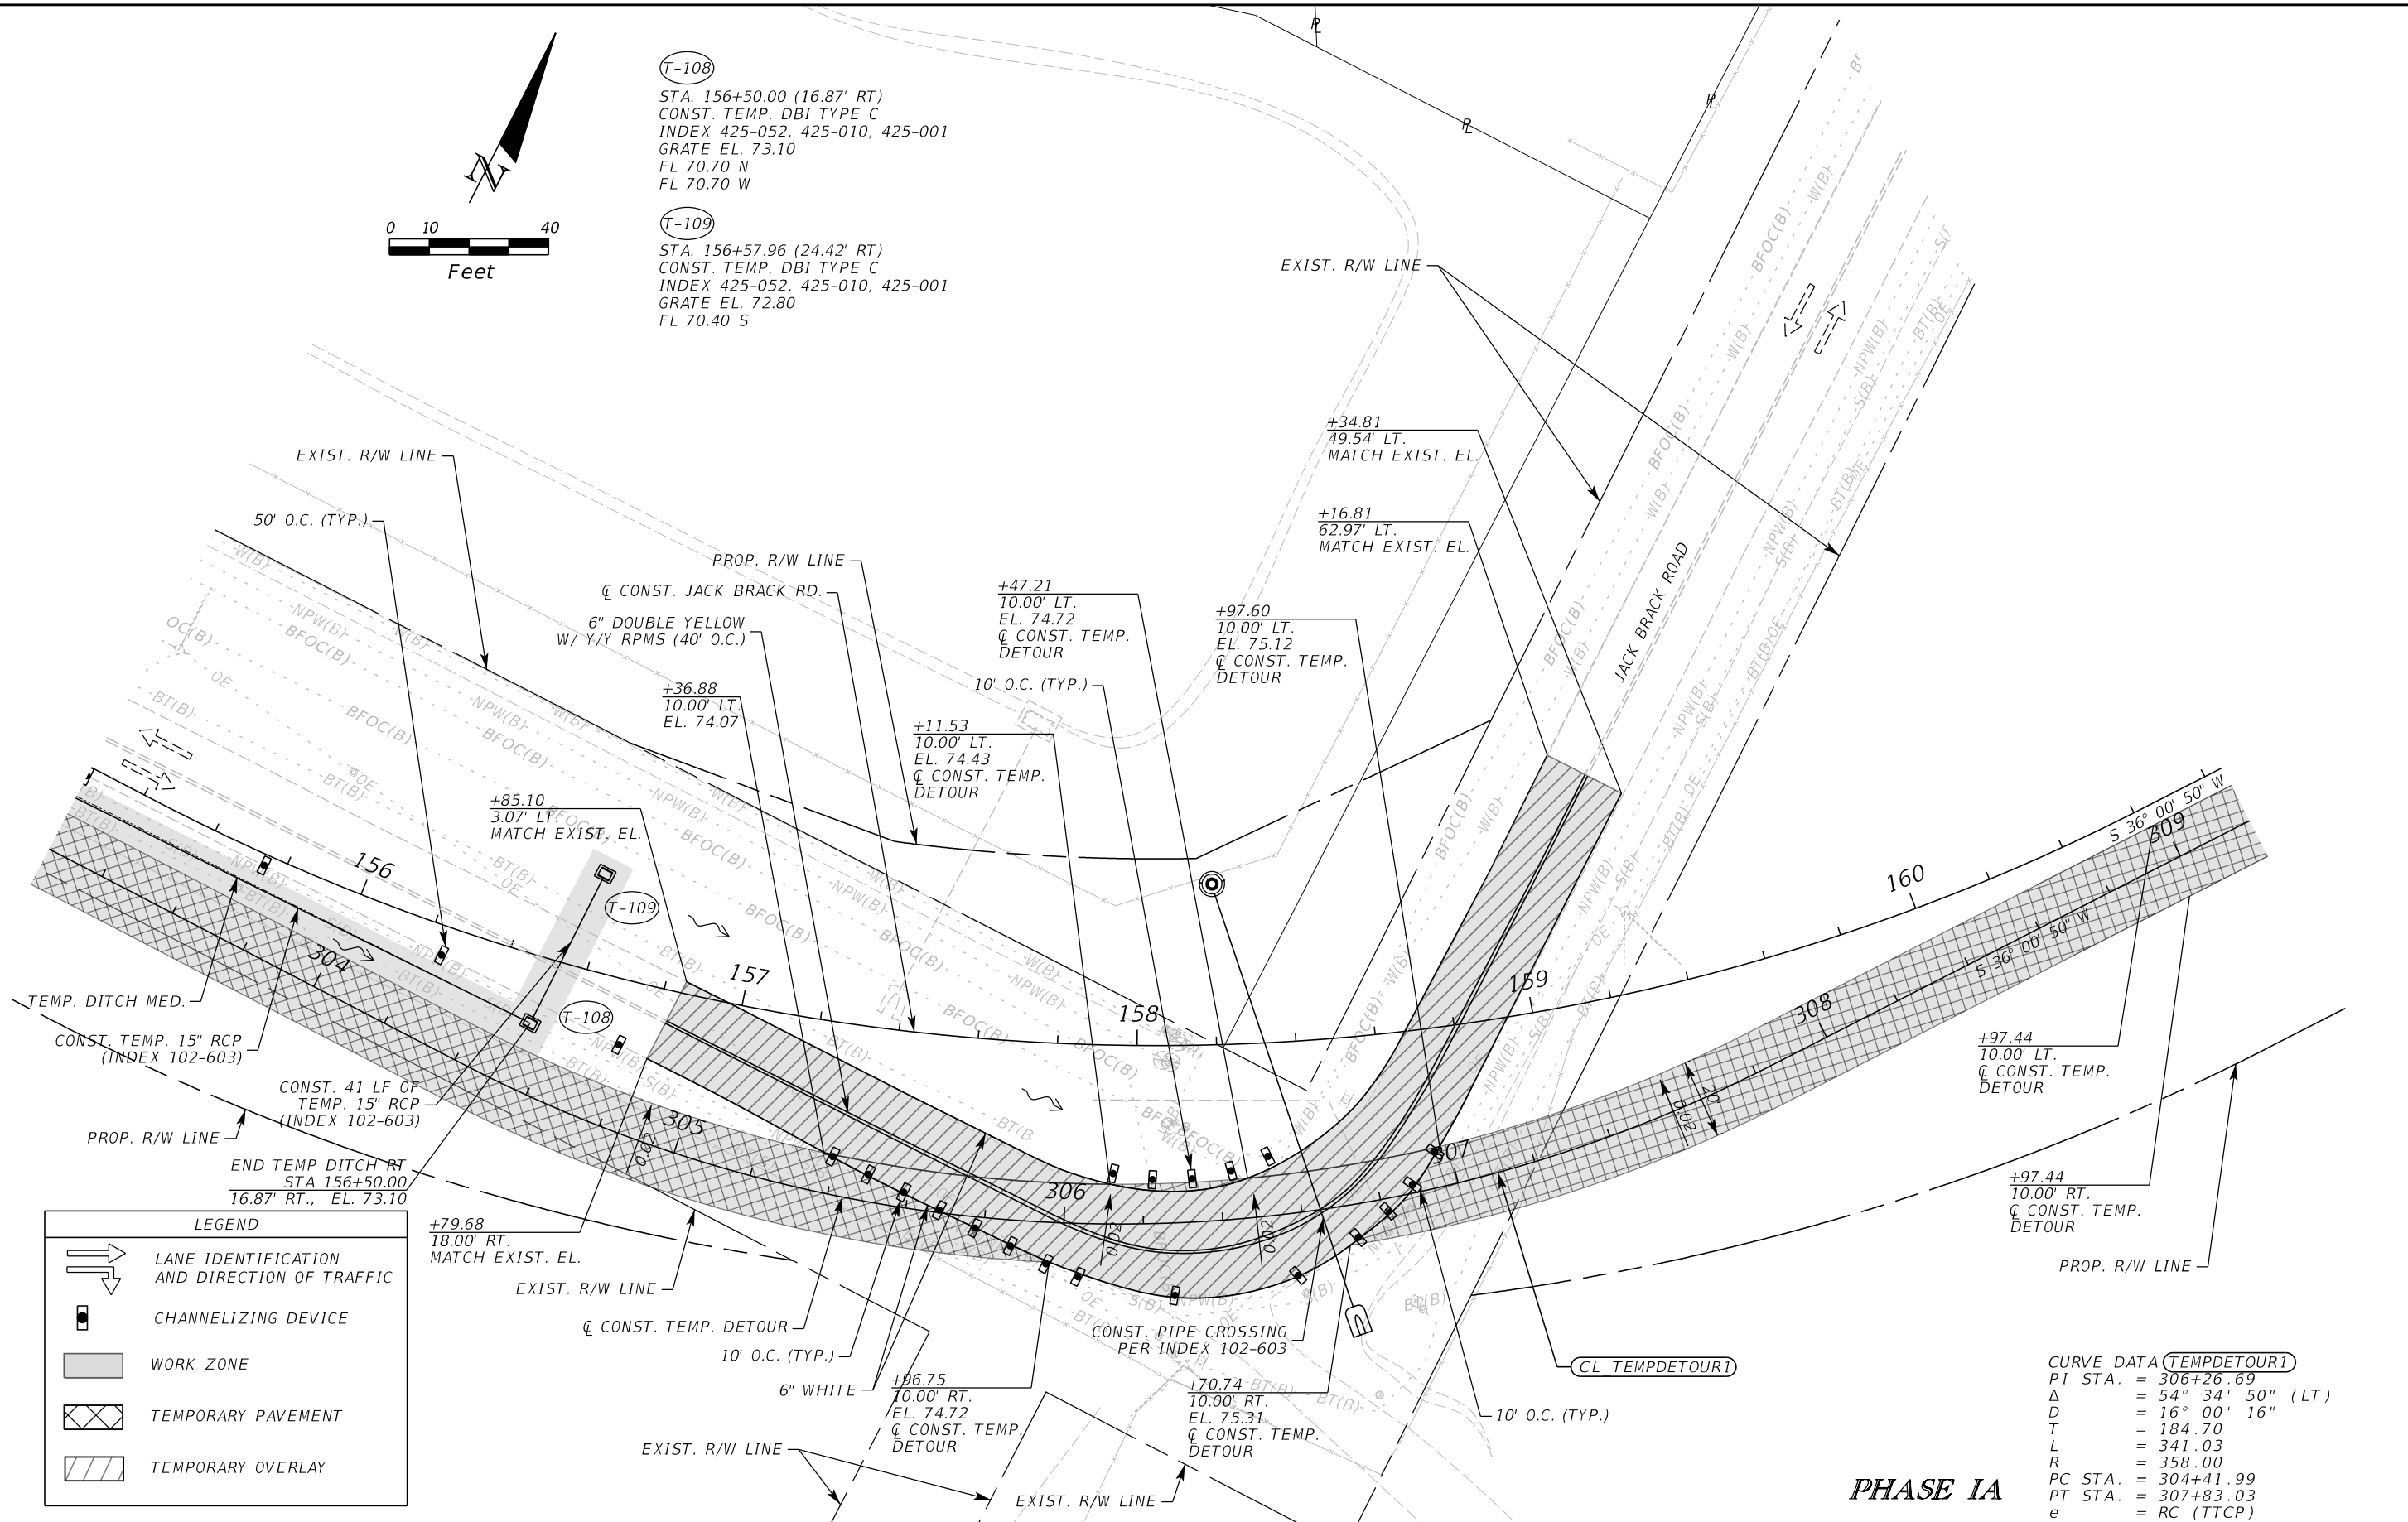 T-108
STA. 156+50.00 (16.87' RT)
CONST. TEMP. DBI TYPE C
INDEX 425-052, 425-010, 425-001
GRATE EL. 73.10
FL 70.70 N
FL 70.70 W
N
0 10 40
Feet
T-109
STA. 156+57.96 (24.42' RT)
CONST. TEMP. DBI TYPE C
INDEX 425-052, 425-010, 425-001
GRATE EL. 72.80
FL 70.40 S
EXIST. R/W LINE
+34.81
49.54' LT.
MATCH EXIST. EL.
+16.81
62.97' LT.
MATCH EXIST. EL.
JACK BRACK ROAD
EXIST. R/W LINE
50' O.C. (TYP.)
PROP. R/W LINE
℄ CONST. JACK BRACK RD.
6" DOUBLE YELLOW
W/ Y/Y RPMS (40' O.C.)
+36.88
10.00' LT.
EL. 74.07
+47.21
10.00' LT.
EL. 74.72
℄ CONST. TEMP.
DETOUR
10' O.C. (TYP.)
+97.60
10.00' LT.
EL. 75.12
℄ CONST. TEMP.
DETOUR
+11.53
10.00' LT.
EL. 74.43
℄ CONST. TEMP.
DETOUR
+85.10
3.07' LT
MATCH EXIST. EL.
156
157
158
159
160
304
305
306
307
308
309
S 36° 00' 50" W
S 36° 00' 50" W
T-109
T-108
0.02
0.02
0.02
0.02
20'
W(B)
NPW(B)
BFOC(B)
OC(B)
OE
BT(B)
S(B)
TEMP. DITCH MED.
CONST. TEMP. 15" RCP
(INDEX 102-603)
CONST. 41 LF OF
TEMP. 15" RCP
(INDEX 102-603)
PROP. R/W LINE
END TEMP DITCH RT
STA 156+50.00
16.87' RT., EL. 73.10
+79.68
18.00' RT.
MATCH EXIST. EL.
EXIST. R/W LINE
℄ CONST. TEMP. DETOUR
10' O.C. (TYP.)
6" WHITE
+96.75
10.00' RT.
EL. 74.72
℄ CONST. TEMP.
DETOUR
EXIST. R/W LINE
EXIST. R/W LINE
CONST. PIPE CROSSING
PER INDEX 102-603
+70.74
10.00' RT.
EL. 75.31
℄ CONST. TEMP.
DETOUR
10' O.C. (TYP.)
CL_TEMPDETOUR1
+97.44
10.00' LT.
℄ CONST. TEMP.
DETOUR
+97.44
10.00' RT.
℄ CONST. TEMP.
DETOUR
PROP. R/W LINE
LEGEND
LANE IDENTIFICATION
AND DIRECTION OF TRAFFIC
CHANNELIZING DEVICE
WORK ZONE
TEMPORARY PAVEMENT
TEMPORARY OVERLAY
PHASE IA
CURVE DATA TEMPDETOUR1
PI STA. = 306+26.69
Δ = 54° 34' 50" (LT)
D = 16° 00' 16"
T = 184.70
L = 341.03
R = 358.00
PC STA. = 304+41.99
PT STA. = 307+83.03
e = RC (TTCP)